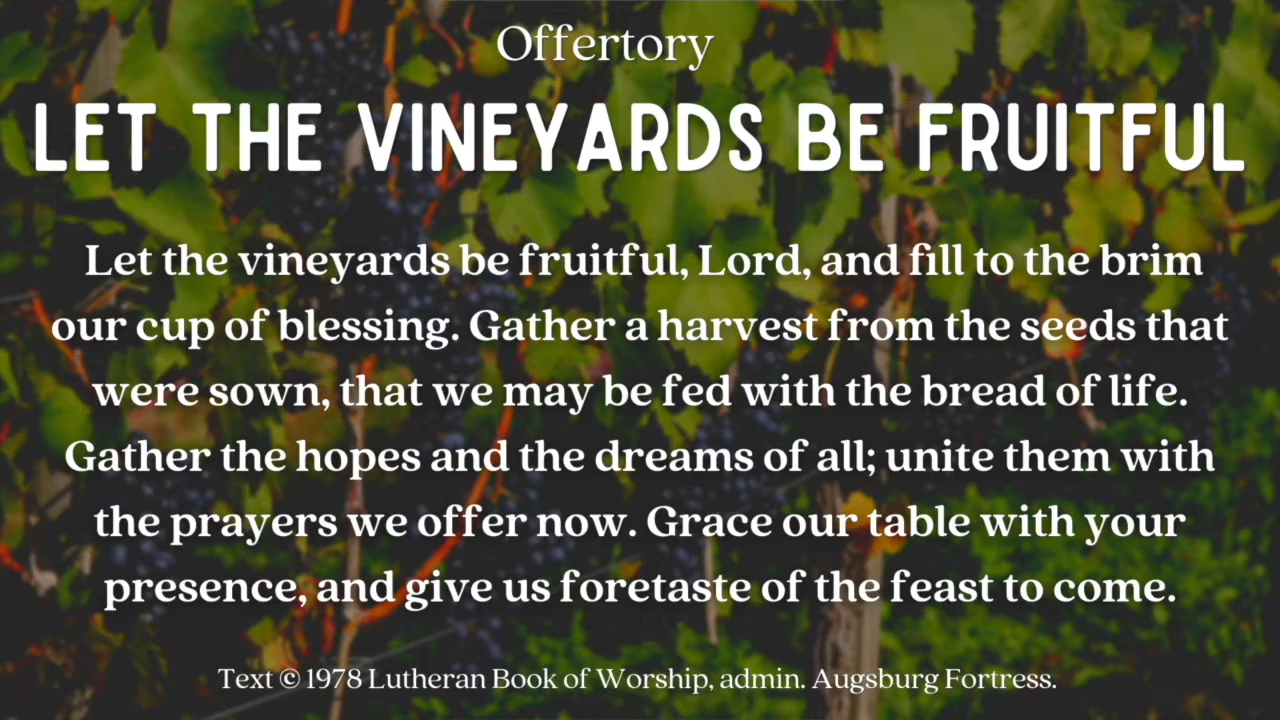 Offertory
LET THE VINEYARDS BE FRUITFUL
Let the vineyards be fruitful, Lord, and fill to the brim
our cup of blessing. Gather a harvest from the seeds that
were sown, that we may be fed with the bread of life.
Gather the hopes and the dreams of all; unite them with
the prayers we offer now. Grace our table with your
presence, and give us foretaste of the feast to come.
Text © 1978 Lutheran Book of Worship, admin. Augsburg Fortress.